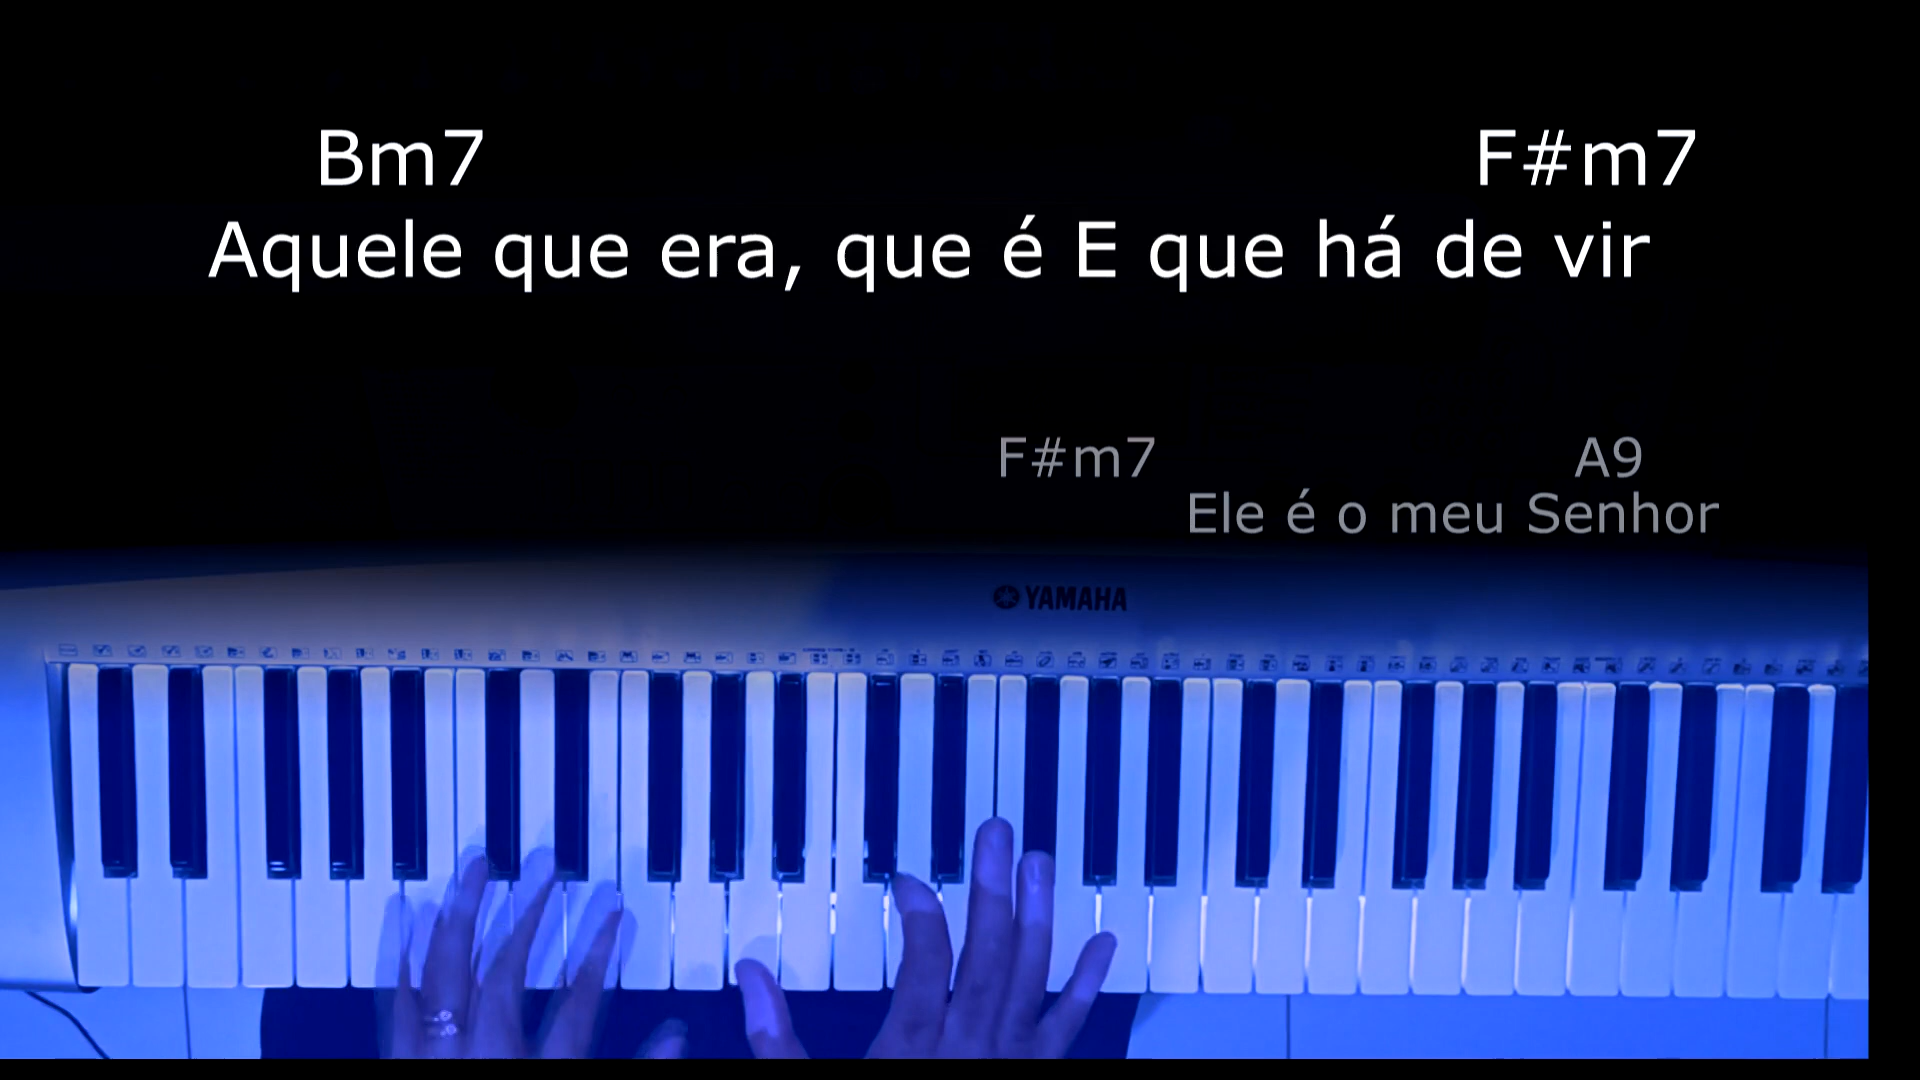 Bm7 F#m7
Aquele que era, que é E que há de vir
F#m7 A9
Ele é o meu Senhor
YAMAHA